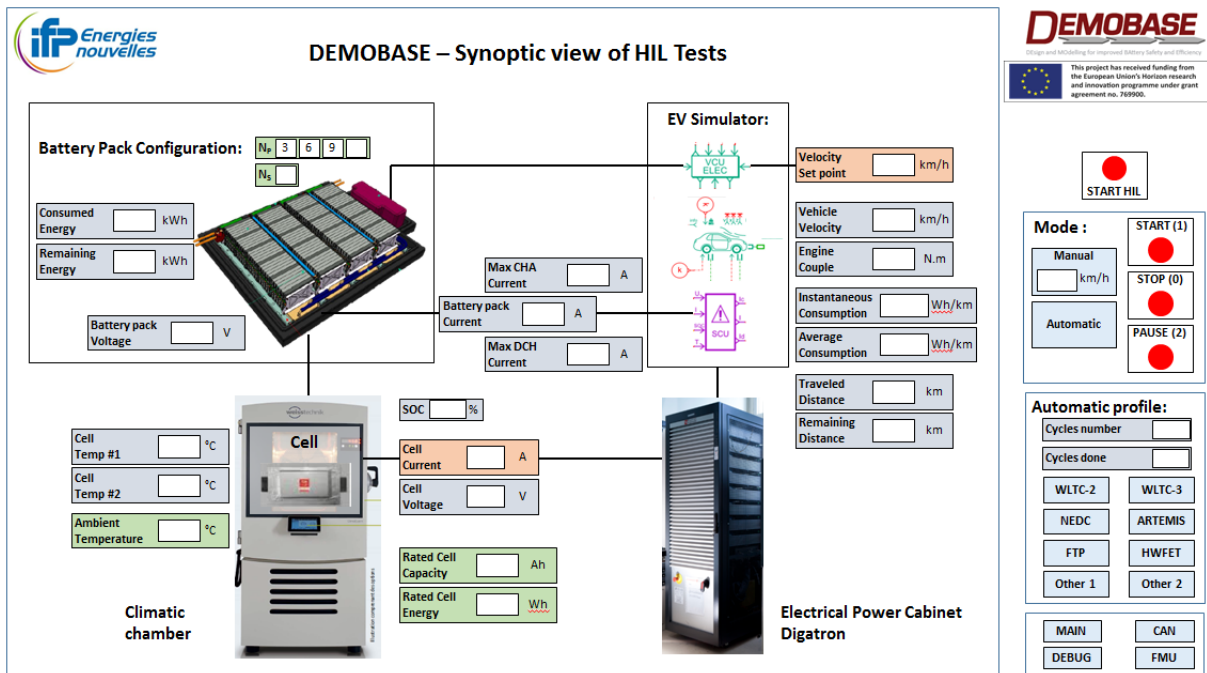 ifp Energies
nouvelles
DEMOBASE – Synoptic view of HIL Tests
DEMOBASE
DEsign and MOdelling for improved BAttery Safety and Efficiency
This project has received funding from
the European Union's Horizon research
and innovation programme under grant
agreement no. 769900.
Battery Pack Configuration:
NP 3 6 9
NS
Consumed
Energy
kWh
Remaining
Energy
kWh
Battery pack
Voltage
V
Max CHA
Current
A
Battery pack
Current
A
Max DCH
Current
A
EV Simulator:
VCU
ELEC
k
SCU
Velocity
Set point
km/h
Vehicle
Velocity
km/h
Engine
Couple
N.m
Instantaneous
Consumption
Wh/km
Average
Consumption
Wh/km
Traveled
Distance
km
Remaining
Distance
km
START HIL
Mode :
Manual
km/h
Automatic
START (1)
STOP (0)
PAUSE (2)
Automatic profile:
Cycles number
Cycles done
WLTC-2
WLTC-3
NEDC
ARTEMIS
FTP
HWFET
Other 1
Other 2
MAIN
CAN
DEBUG
FMU
SOC
%
Cell
Cell
Temp #1
°C
Cell
Temp #2
°C
Ambient
Temperature
°C
Cell
Current
A
Cell
Voltage
V
Rated Cell
Capacity
Ah
Rated Cell
Energy
Wh
Climatic
chamber
Electrical Power Cabinet
Digatron